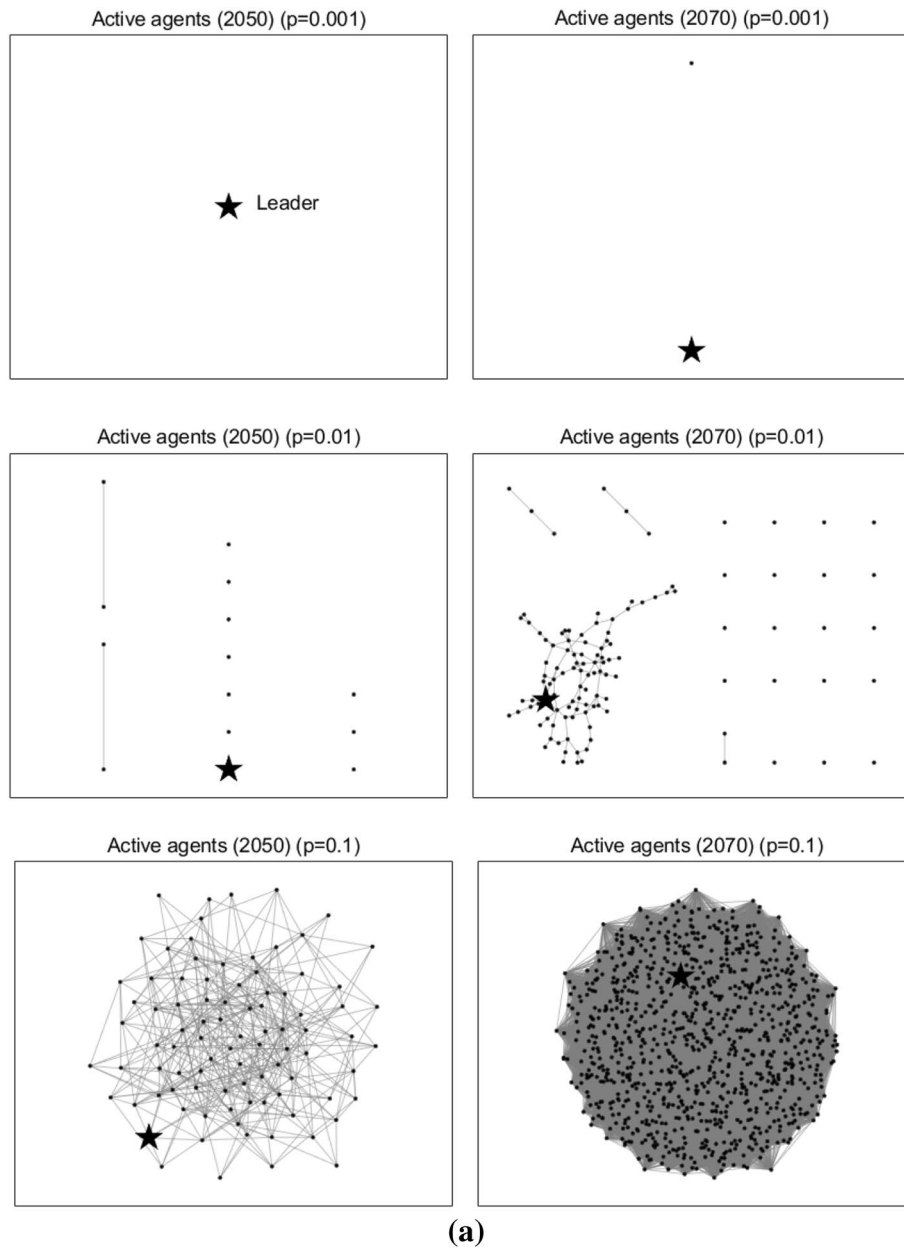 Active agents (2050) (p=0.001)
Active agents (2070) (p=0.001)
Leader
Active agents (2050) (p=0.01)
Active agents (2070) (p=0.01)
Active agents (2050) (p=0.1)
Active agents (2070) (p=0.1)
(a)